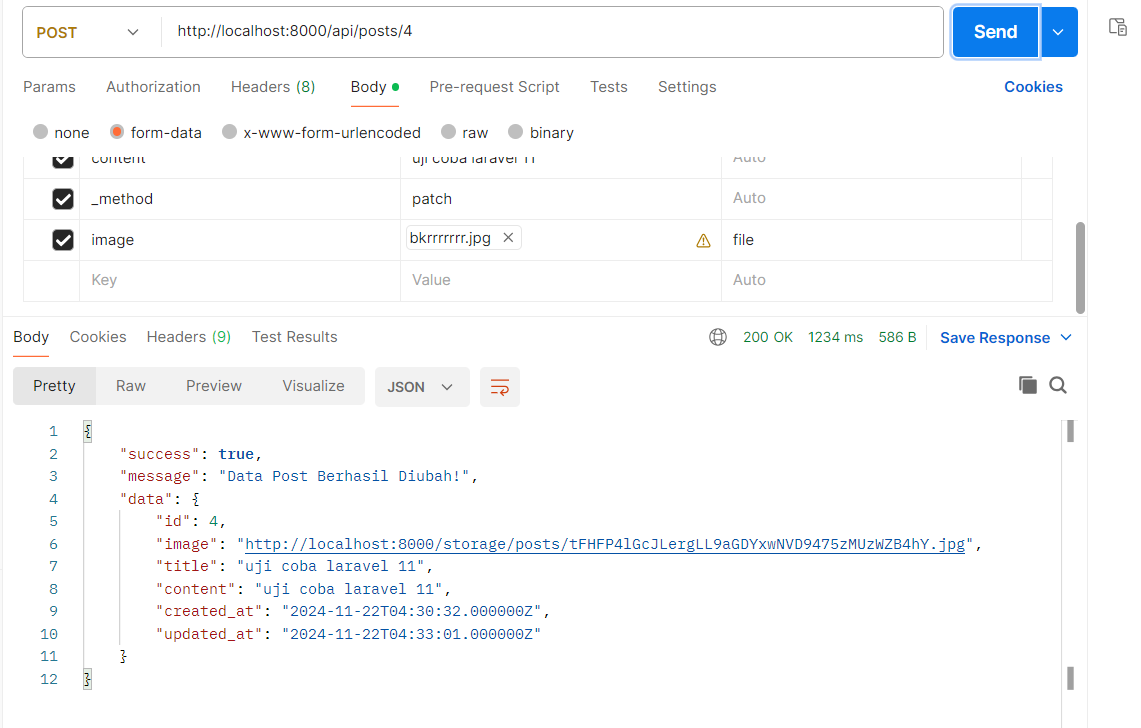 POST http://localhost:8000/api/posts/4 Send
Params Authorization Headers (8) Body Pre-request Script Tests Settings Cookies
none form-data x-www-form-urlencoded raw binary
content uji coba laravel 11 Auto
_method patch Auto
image bkrrrrrrr.jpg file
Key Value Auto
Body Cookies Headers (9) Test Results 200 OK 1234 ms 586 B Save Response
Pretty Raw Preview Visualize JSON
1 {
2 "success": true,
3 "message": "Data Post Berhasil Diubah!",
4 "data": {
5 "id": 4,
6 "image": "http://localhost:8000/storage/posts/tFHFP4lGcJLergLL9aGDYxwNVD9475zMUzWZB4hY.jpg",
7 "title": "uji coba laravel 11",
8 "content": "uji coba laravel 11",
9 "created_at": "2024-11-22T04:30:32.000000Z",
10 "updated_at": "2024-11-22T04:33:01.000000Z"
11 }
12 }